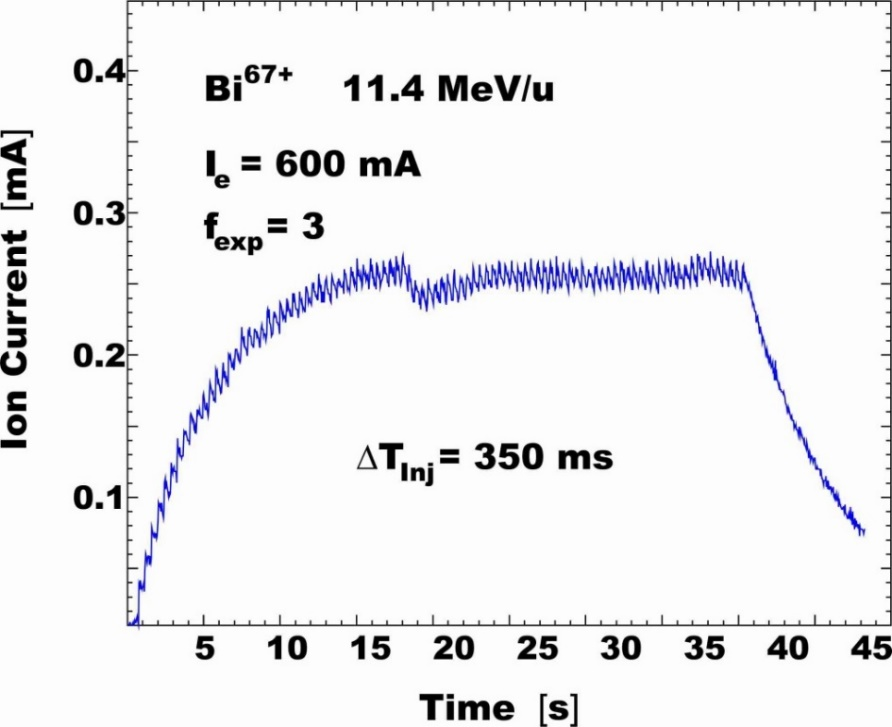 0.4
Bi67+ 11.4 MeV/u
Ie = 600 mA
0.3
fexp = 3
Ion Current [mA]
0.2
ΔTInj = 350 ms
0.1
5 10 15 20 25 30 35 40 45
Time [s]